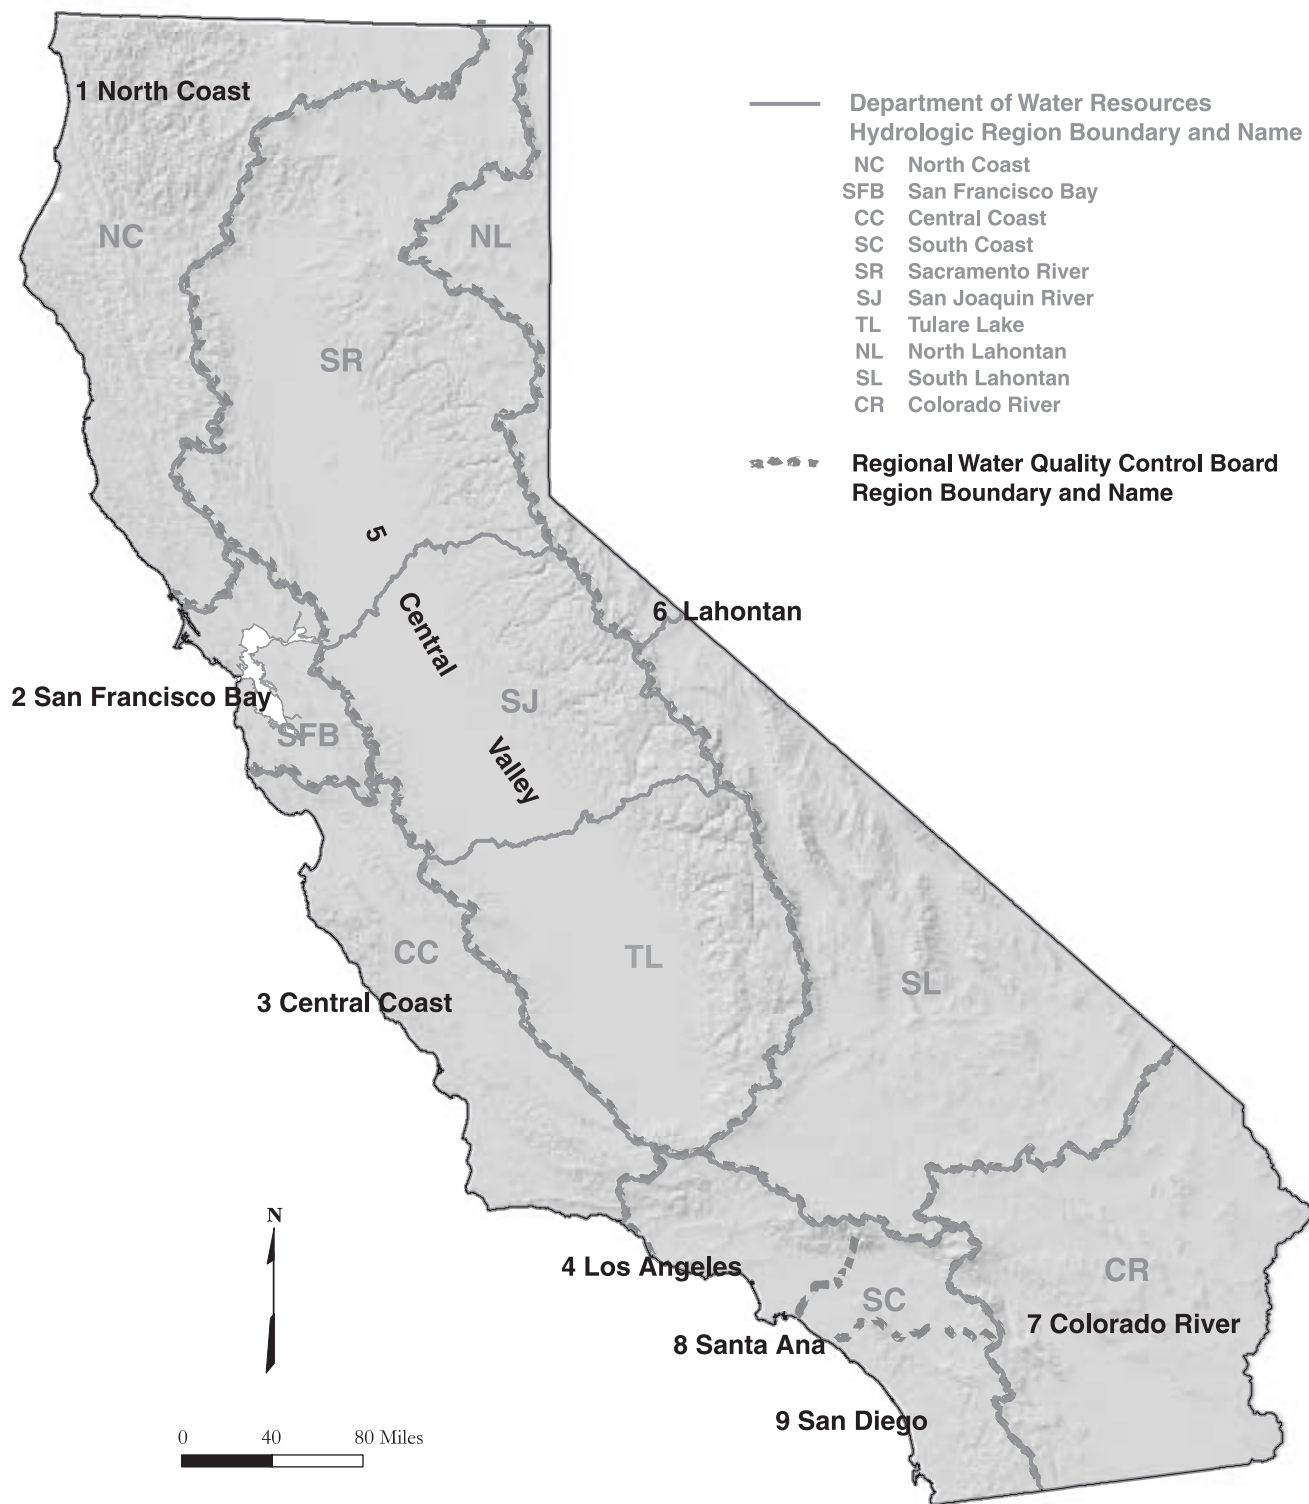 1 North Coast
Department of Water Resources
Hydrologic Region Boundary and Name
NC North Coast
SFB San Francisco Bay
CC Central Coast
SC South Coast
SR Sacramento River
SJ San Joaquin River
TL Tulare Lake
NL North Lahontan
SL South Lahontan
CR Colorado River
Regional Water Quality Control Board
Region Boundary and Name
NC
NL
SR
5
Central
Valley
6 Lahontan
2 San Francisco Bay
SJ
SFB
CC
TL
SL
3 Central Coast
N
4 Los Angeles
CR
SC
7 Colorado River
8 Santa Ana
9 San Diego
0 40 80 Miles